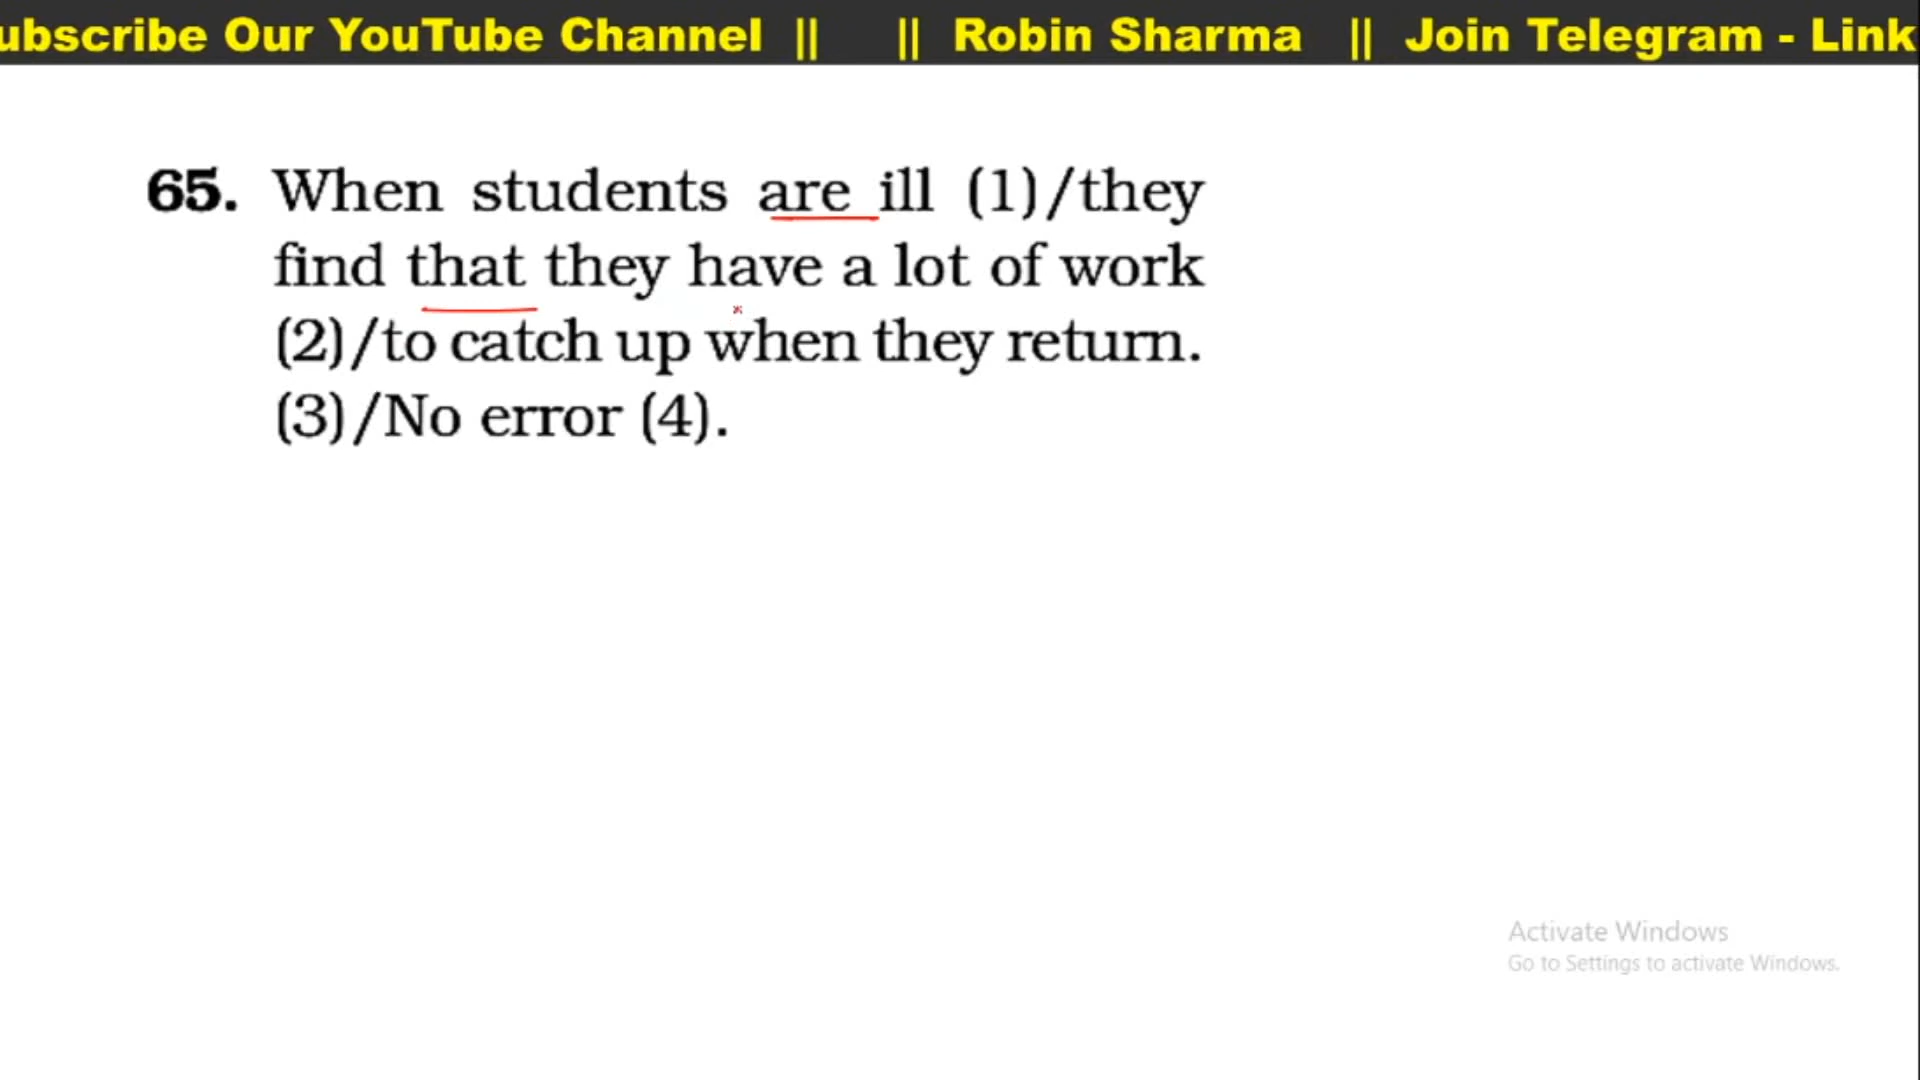 ubscribe Our YouTube Channel || || Robin Sharma || Join Telegram - Link
65. When students are ill (1)/they
find that they have a lot of work
(2)/to catch up when they return.
(3)/No error (4).
Activate Windows
Go to Settings to activate Windows.